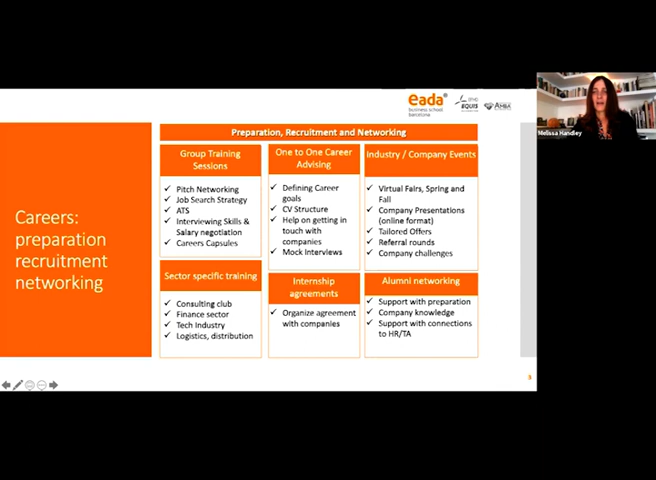 eada
business school
barcelona
EQUIS
AMBA
Melissa Handley
Careers:
preparation
recruitment
networking
Preparation, Recruitment and Networking
Group Training
Sessions
✓ Pitch Networking
✓ Job Search Strategy
✓ ATS
✓ Interviewing Skills &
Salary negotiation
✓ Careers Capsules
One to One Career
Advising
✓ Defining Career
goals
✓ CV Structure
✓ Help on getting in
touch with
companies
✓ Mock Interviews
Industry / Company Events
✓ Virtual Fairs, Spring and
Fall
✓ Company Presentations
(online format)
✓ Tailored Offers
✓ Referral rounds
✓ Company challenges
Sector specific training
✓ Consulting club
✓ Finance sector
✓ Tech Industry
✓ Logistics, distribution
Internship
agreements
✓ Organize agreement
with companies
Alumni networking
✓ Support with preparation
✓ Company knowledge
✓ Support with connections
to HR/TA
3